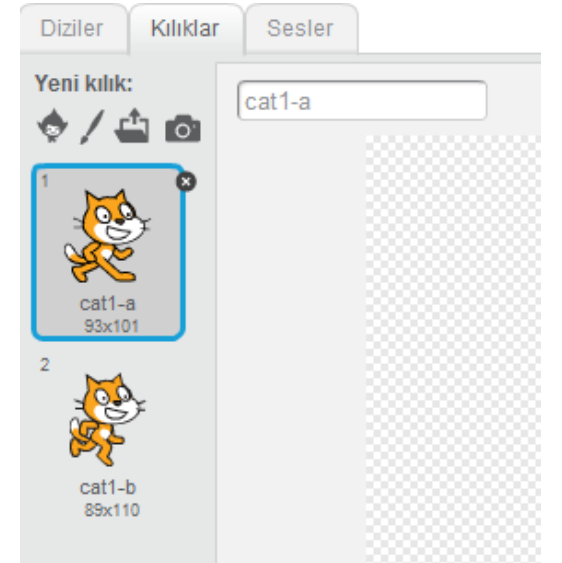 Diziler Kılıklar Sesler
Yeni kılık:
cat1-a
1
cat1-a
93x101
2
cat1-b
89x110